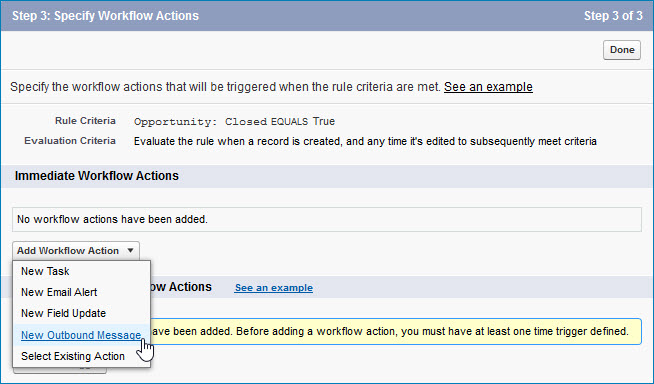 Step 3: Specify Workflow Actions Step 3 of 3
Done
Specify the workflow actions that will be triggered when the rule criteria are met. See an example
Rule Criteria Opportunity: Closed EQUALS True
Evaluation Criteria Evaluate the rule when a record is created, and any time it's edited to subsequently meet criteria
Immediate Workflow Actions
No workflow actions have been added.
Add Workflow Action
New Task
New Email Alert
New Field Update
New Outbound Message
Select Existing Action
Actions See an example
have been added. Before adding a workflow action, you must have at least one time trigger defined.